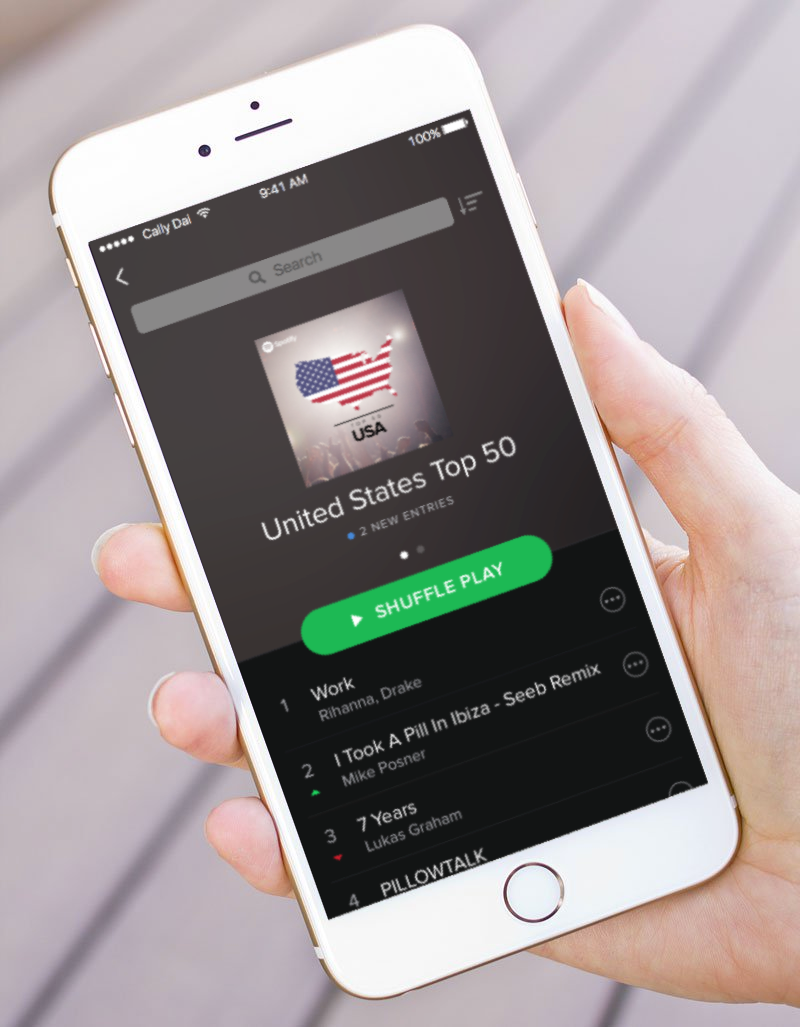 Cally Dai 9:41 AM 100%
Search
Spotify
TOP 50
USA
United States Top 50
2 NEW ENTRIES
SHUFFLE PLAY
1 Work
Rihanna, Drake
2 I Took A Pill In Ibiza - Seeb Remix
Mike Posner
3 7 Years
Lukas Graham
4 PILLOWTALK